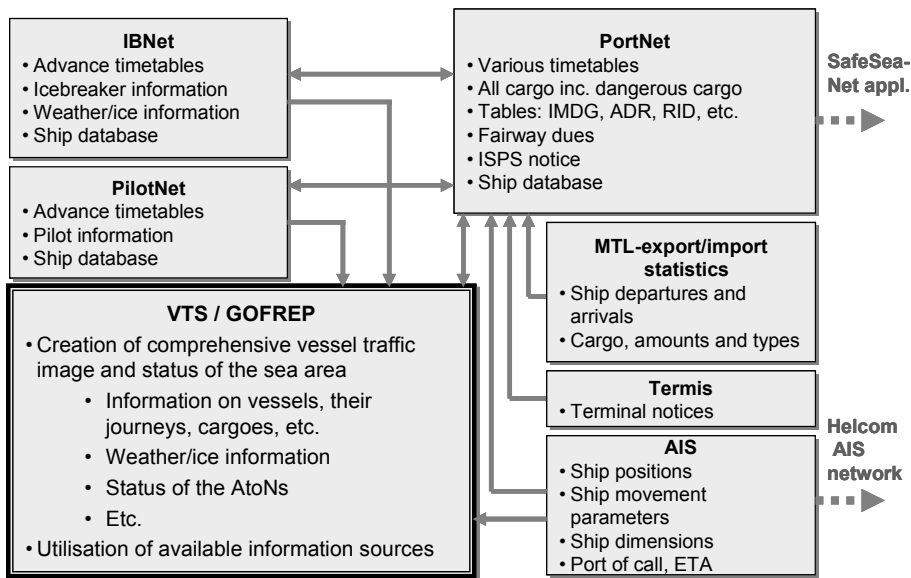 IBNet
• Advance timetables
• Icebreaker information
• Weather/ice information
• Ship database
PilotNet
• Advance timetables
• Pilot information
• Ship database
PortNet
• Various timetables
• All cargo inc. dangerous cargo
• Tables: IMDG, ADR, RID, etc.
• Fairway dues
• ISPS notice
• Ship database
SafeSea-
Net appl.
MTL-export/import
statistics
• Ship departures and
arrivals
• Cargo, amounts and types
VTS / GOFREP
• Creation of comprehensive vessel traffic
image and status of the sea area
• Information on vessels, their
journeys, cargoes, etc.
• Weather/ice information
• Status of the AtoNs
• Etc.
• Utilisation of available information sources
Termis
• Terminal notices
AIS
• Ship positions
• Ship movement
parameters
• Ship dimensions
• Port of call, ETA
Helcom
AIS
network